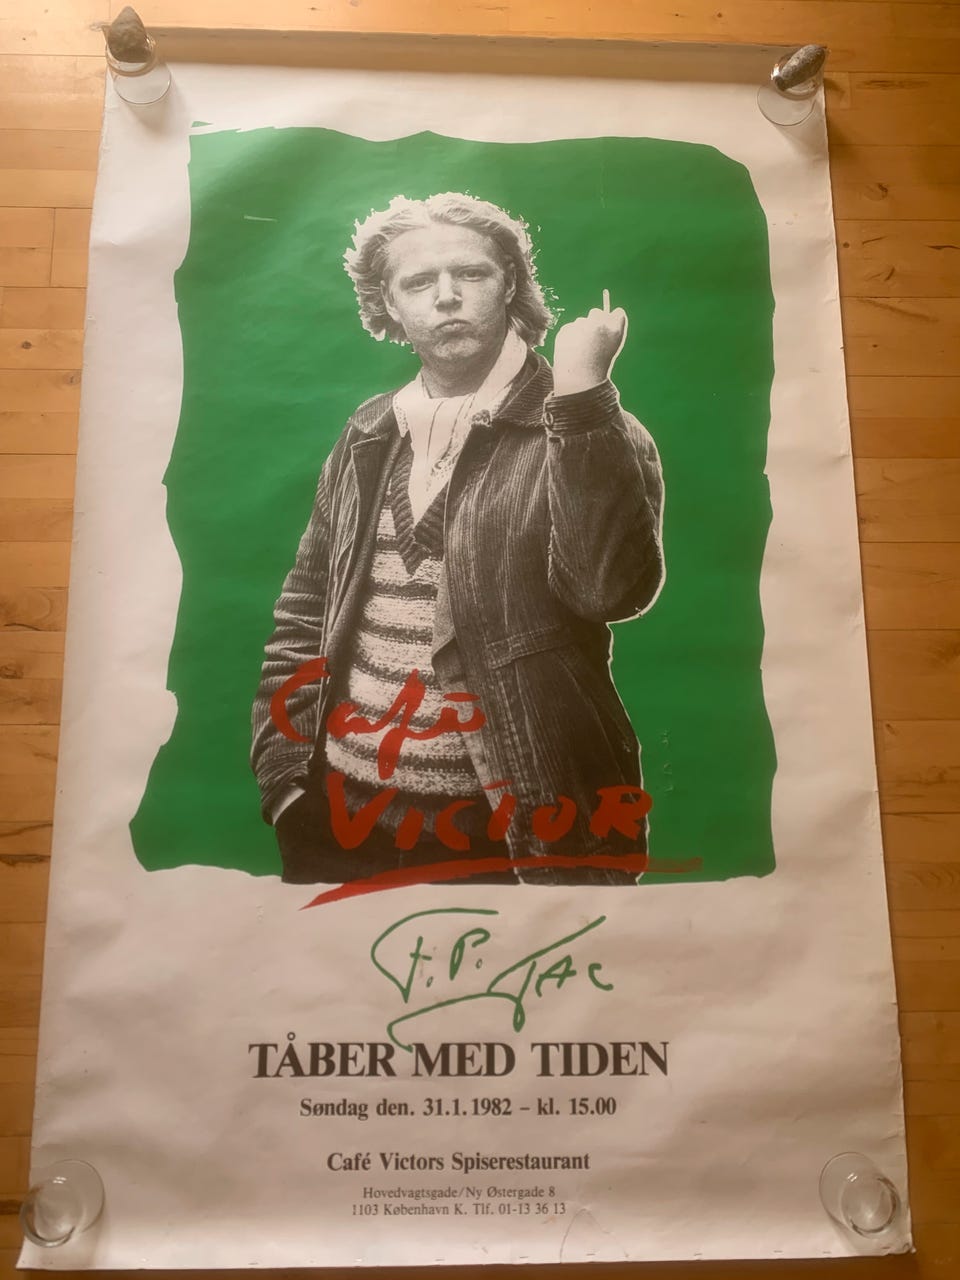 Café
VICTOR
F.P. JAC
TÅBER MED TIDEN
Søndag den. 31.1.1982 – kl. 15.00
Café Victors Spiserestaurant
Hovedvagtsgade/Ny Østergade 8
1103 København K. Tlf. 01-13 36 13